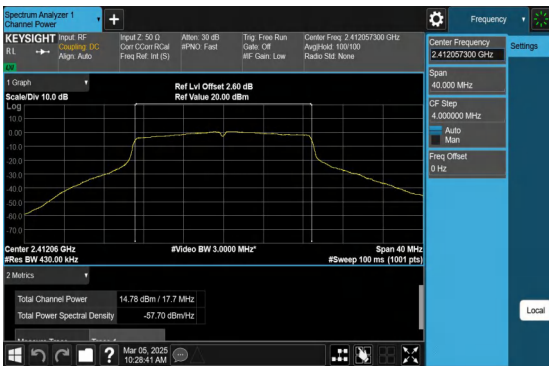 Spectrum Analyzer 1
Channel Power
Frequency
KEYSIGHT
RL
Input: RF
Coupling: DC
Align: Auto
Input Z: 50 Ω
Corr CCorr RCal
Freq Ref: Int (S)
Atten: 30 dB
#PNO: Fast
Trig: Free Run
Gate: Off
#IF Gain: Low
Center Freq: 2.412057300 GHz
Avg|Hold: 100/100
Radio Std: None
1 Graph
Scale/Div 10.0 dB
Ref Lvl Offset 2.60 dB
Ref Value 20.00 dBm
Log
10.0
0.00
-10.0
-20.0
-30.0
-40.0
-50.0
-60.0
-70.0
Center 2.41206 GHz
#Video BW 3.0000 MHz*
Span 40 MHz
#Res BW 430.00 kHz
#Sweep 100 ms (1001 pts)
2 Metrics
Total Channel Power 14.78 dBm / 17.7 MHz
Total Power Spectral Density -57.70 dBm/Hz
Mar 05, 2025
10:28:41 AM
Center Frequency
2.412057300 GHz
Settings
Span
40.000 MHz
CF Step
4.000000 MHz
Auto
Man
Freq Offset
0 Hz
Local